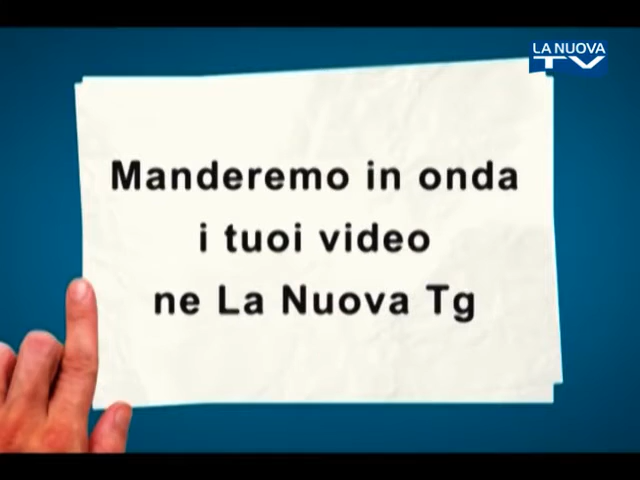 LA NUOVA
TV
Manderemo in onda
i tuoi video
ne La Nuova Tg